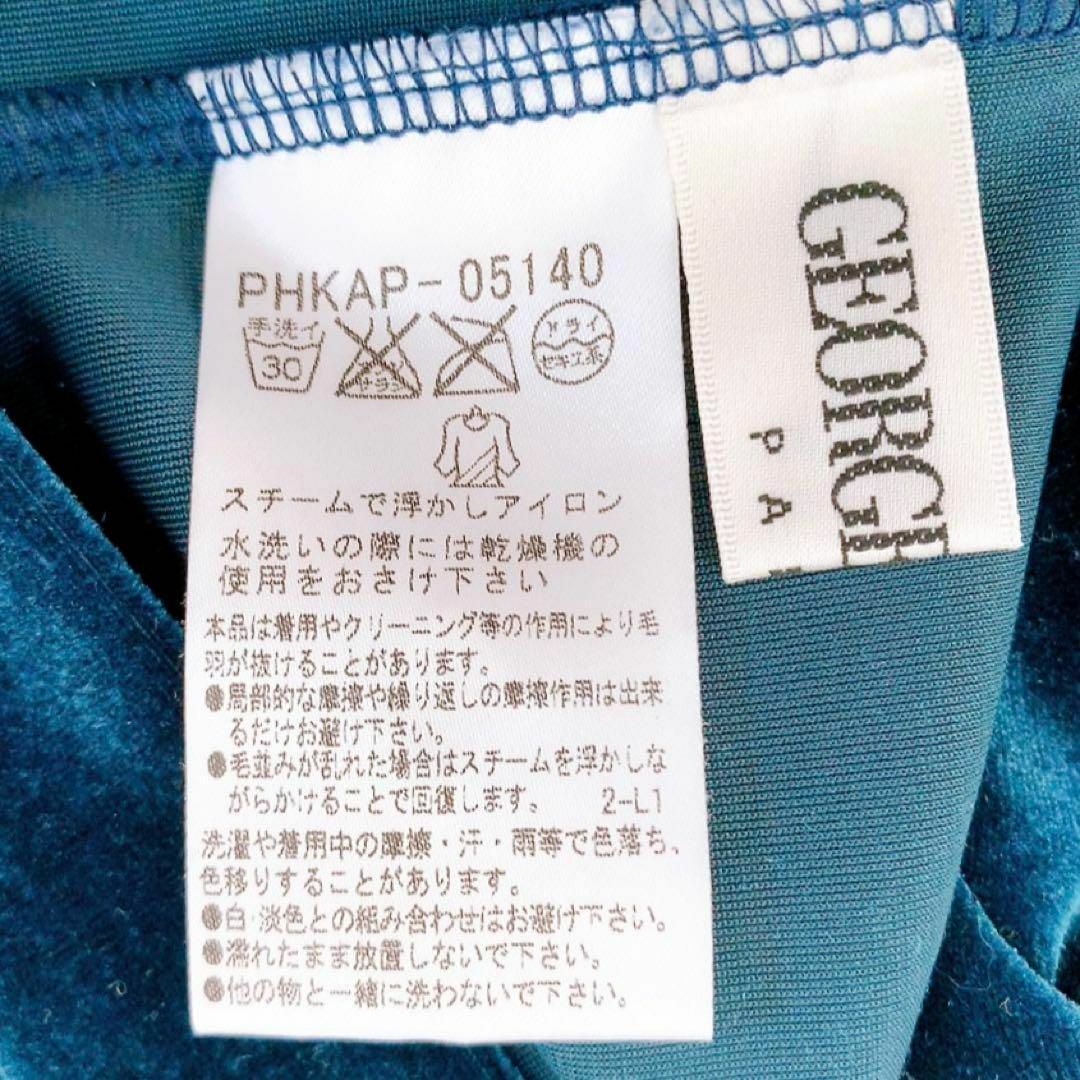 PHKAP-05140
手洗イ
30
エンソ
サラシ
ドライ
セキユ系
スチームで浮かしアイロン
水洗いの際には乾燥機の
使用をおさけ下さい
本品は着用やクリーニング等の作用により毛
羽が抜けることがあります。
●局部的な摩擦や繰り返しの摩擦作用は出来
るだけお避け下さい。
●毛並みが乱れた場合はスチームを浮かしな
がらかけることで回復します。 2-L1
洗濯や着用中の摩擦・汗・雨等で色落ち、
色移りすることがあります。
●白・淡色との組み合わせはお避け下さい。
●濡れたまま放置しないで下さい。
●他の物と一緒に洗わないで下さい。
GEORGE
PA